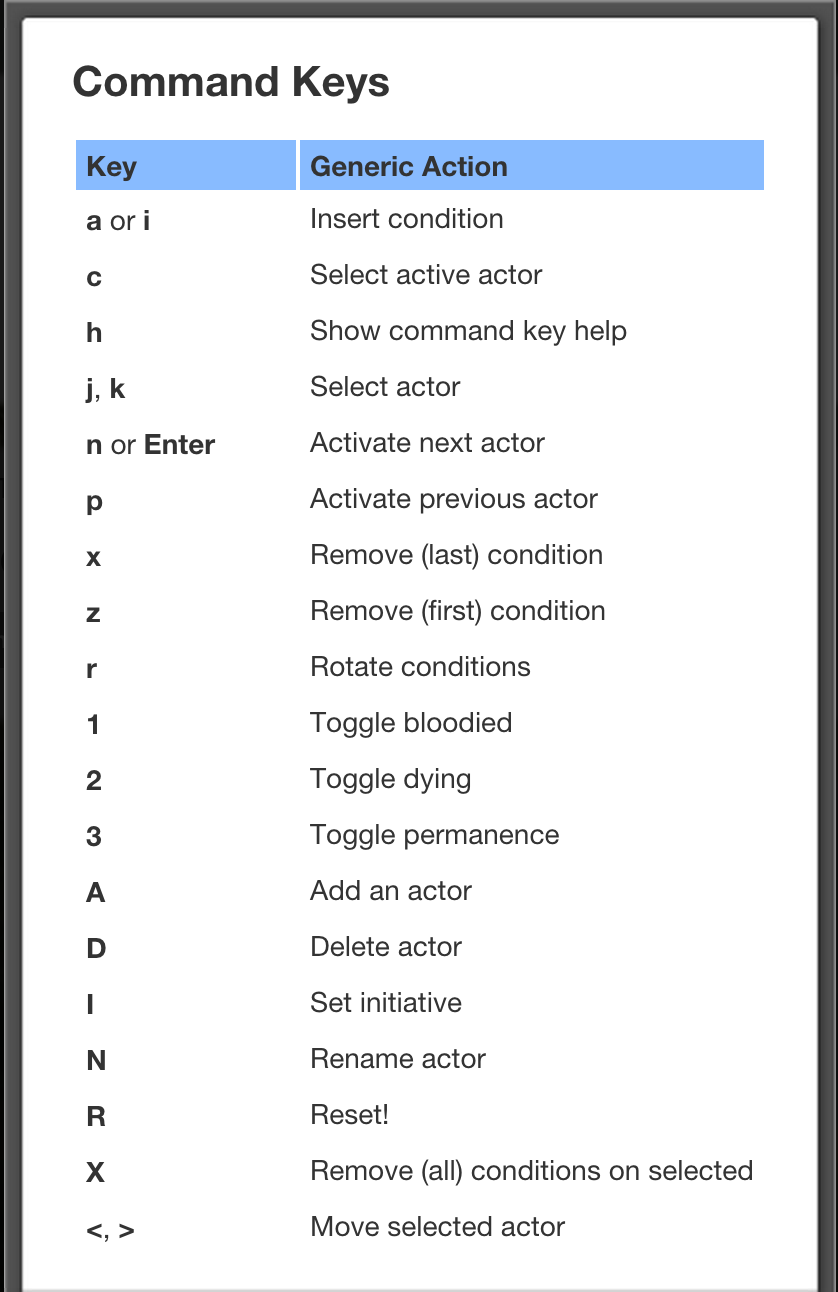 Command Keys
Key Generic Action
a or i Insert condition
c Select active actor
h Show command key help
j, k Select actor
n or Enter Activate next actor
p Activate previous actor
x Remove (last) condition
z Remove (first) condition
r Rotate conditions
1 Toggle bloodied
2 Toggle dying
3 Toggle permanence
A Add an actor
D Delete actor
I Set initiative
N Rename actor
R Reset!
X Remove (all) conditions on selected
<, > Move selected actor